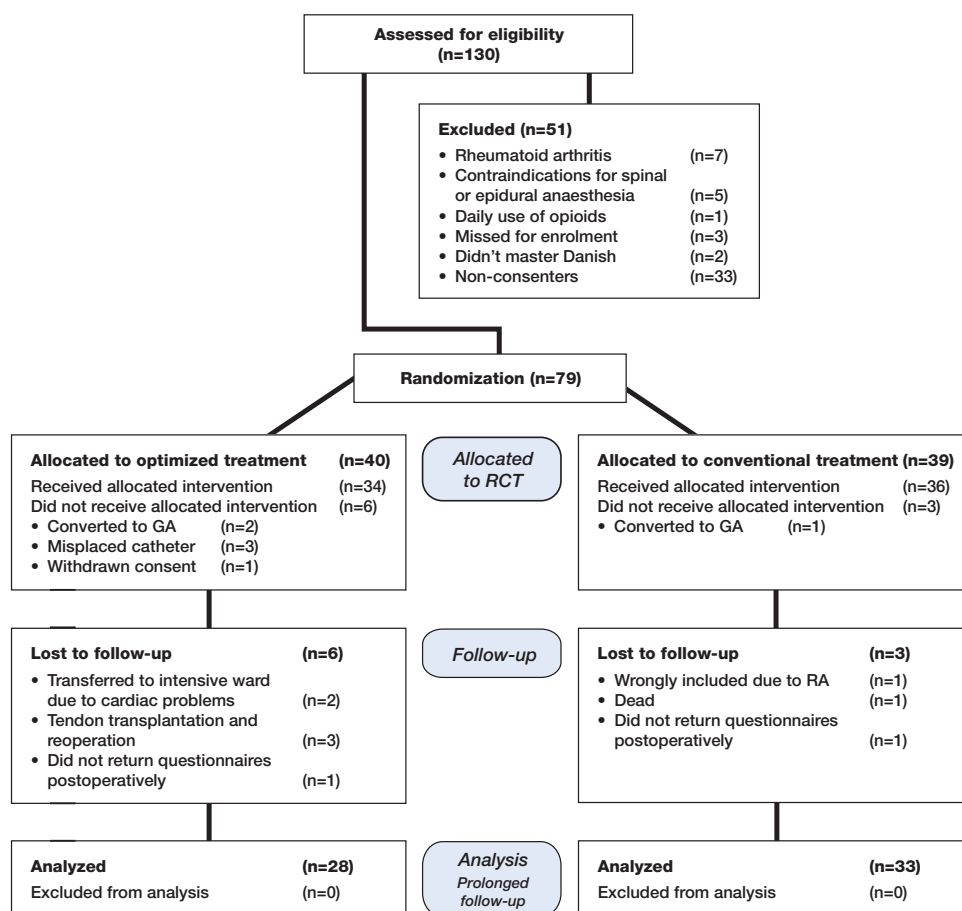 Assessed for eligibility
(n=130)
Excluded (n=51)
• Rheumatoid arthritis (n=7)
• Contraindications for spinal
or epidural anaesthesia (n=5)
• Daily use of opioids (n=1)
• Missed for enrolment (n=3)
• Didn't master Danish (n=2)
• Non-consenters (n=33)
Randomization (n=79)
Allocated to optimized treatment (n=40)
Received allocated intervention (n=34)
Did not receive allocated intervention (n=6)
• Converted to GA (n=2)
• Misplaced catheter (n=3)
• Withdrawn consent (n=1)
Allocated
to RCT
Allocated to conventional treatment (n=39)
Received allocated intervention (n=36)
Did not receive allocated intervention (n=3)
• Converted to GA (n=1)
Lost to follow-up (n=6)
• Transferred to intensive ward
due to cardiac problems (n=2)
• Tendon transplantation and
reoperation (n=3)
• Did not return questionnaires
postoperatively (n=1)
Follow-up
Lost to follow-up (n=3)
• Wrongly included due to RA (n=1)
• Dead (n=1)
• Did not return questionnaires
postoperatively (n=1)
Analyzed (n=28)
Excluded from analysis (n=0)
Analysis
Prolonged
follow-up
Analyzed (n=33)
Excluded from analysis (n=0)